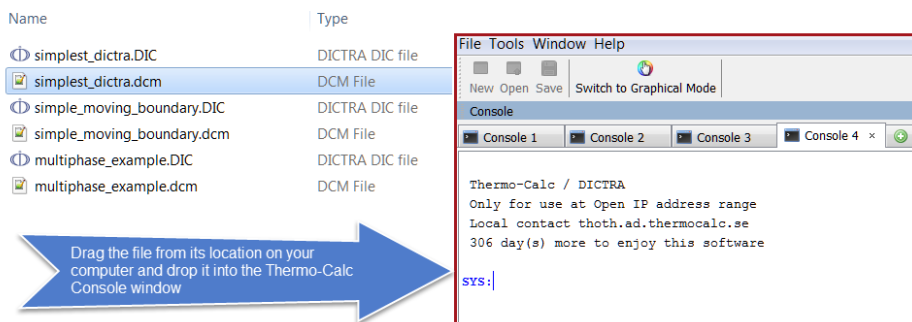 Name Type
simplest_dictra.DIC DICTRA DIC file
simplest_dictra.dcm DCM File
simple_moving_boundary.DIC DICTRA DIC file
simple_moving_boundary.dcm DCM File
multiphase_example.DIC DICTRA DIC file
multiphase_example.dcm DCM File
Drag the file from its location on your
computer and drop it into the Thermo-Calc
Console window
File Tools Window Help
New Open Save Switch to Graphical Mode
Console
Console 1 Console 2 Console 3 Console 4 ×
Thermo-Calc / DICTRA
Only for use at Open IP address range
Local contact thoth.ad.thermocalc.se
306 day(s) more to enjoy this software
SYS: